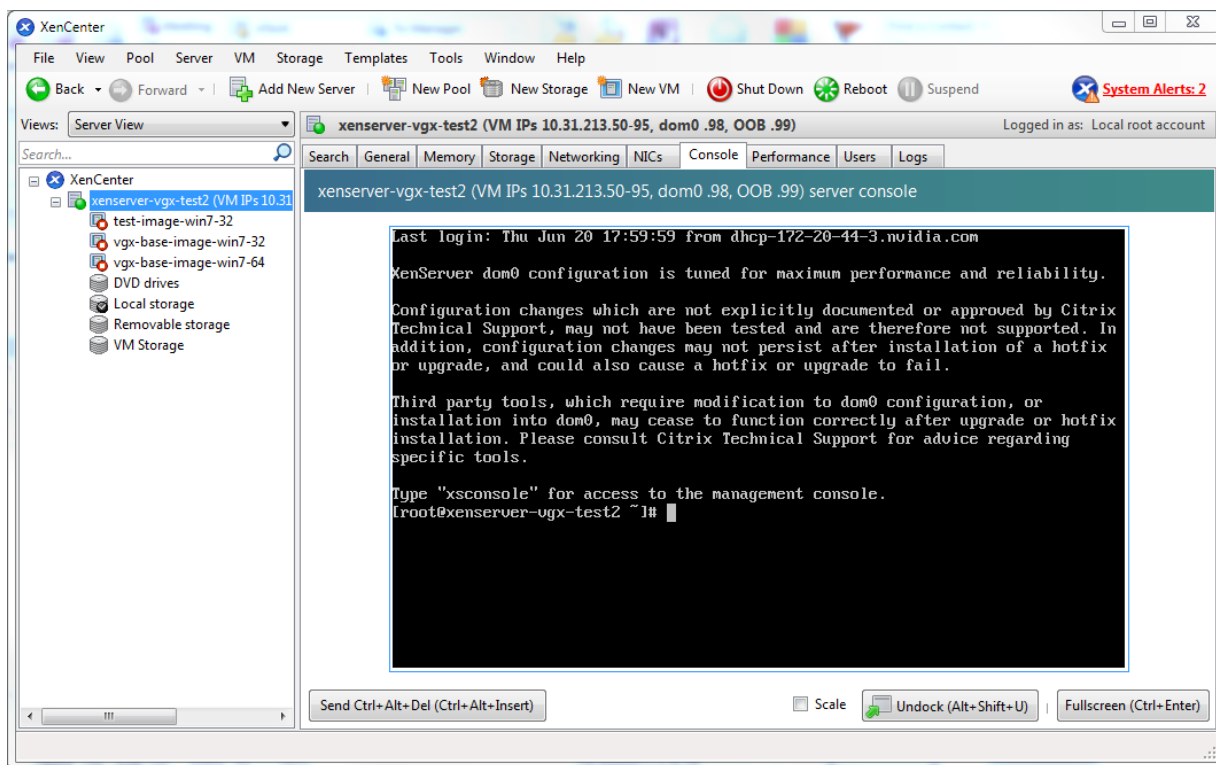 XenCenter
File View Pool Server VM Storage Templates Tools Window Help
Back Forward Add New Server New Pool New Storage New VM Shut Down Reboot Suspend System Alerts: 2
Views: Server View xenserver-vgx-test2 (VM IPs 10.31.213.50-95, dom0 .98, OOB .99) Logged in as: Local root account
Search...
Search General Memory Storage Networking NICs Console Performance Users Logs
XenCenter
xenserver-vgx-test2 (VM IPs 10.31
test-image-win7-32
vgx-base-image-win7-32
vgx-base-image-win7-64
DVD drives
Local storage
Removable storage
VM Storage
xenserver-vgx-test2 (VM IPs 10.31.213.50-95, dom0 .98, OOB .99) server console
Last login: Thu Jun 20 17:59:59 from dhcp-172-20-44-3.nvidia.com
XenServer dom0 configuration is tuned for maximum performance and reliability.
Configuration changes which are not explicitly documented or approved by Citrix
Technical Support, may not have been tested and are therefore not supported. In
addition, configuration changes may not persist after installation of a hotfix
or upgrade, and could also cause a hotfix or upgrade to fail.
Third party tools, which require modification to dom0 configuration, or
installation into dom0, may cease to function correctly after upgrade or hotfix
installation. Please consult Citrix Technical Support for advice regarding
specific tools.
Type "xsconsole" for access to the management console.
[root@xenserver-vgx-test2 ~]#
Send Ctrl+Alt+Del (Ctrl+Alt+Insert) Scale Undock (Alt+Shift+U) Fullscreen (Ctrl+Enter)